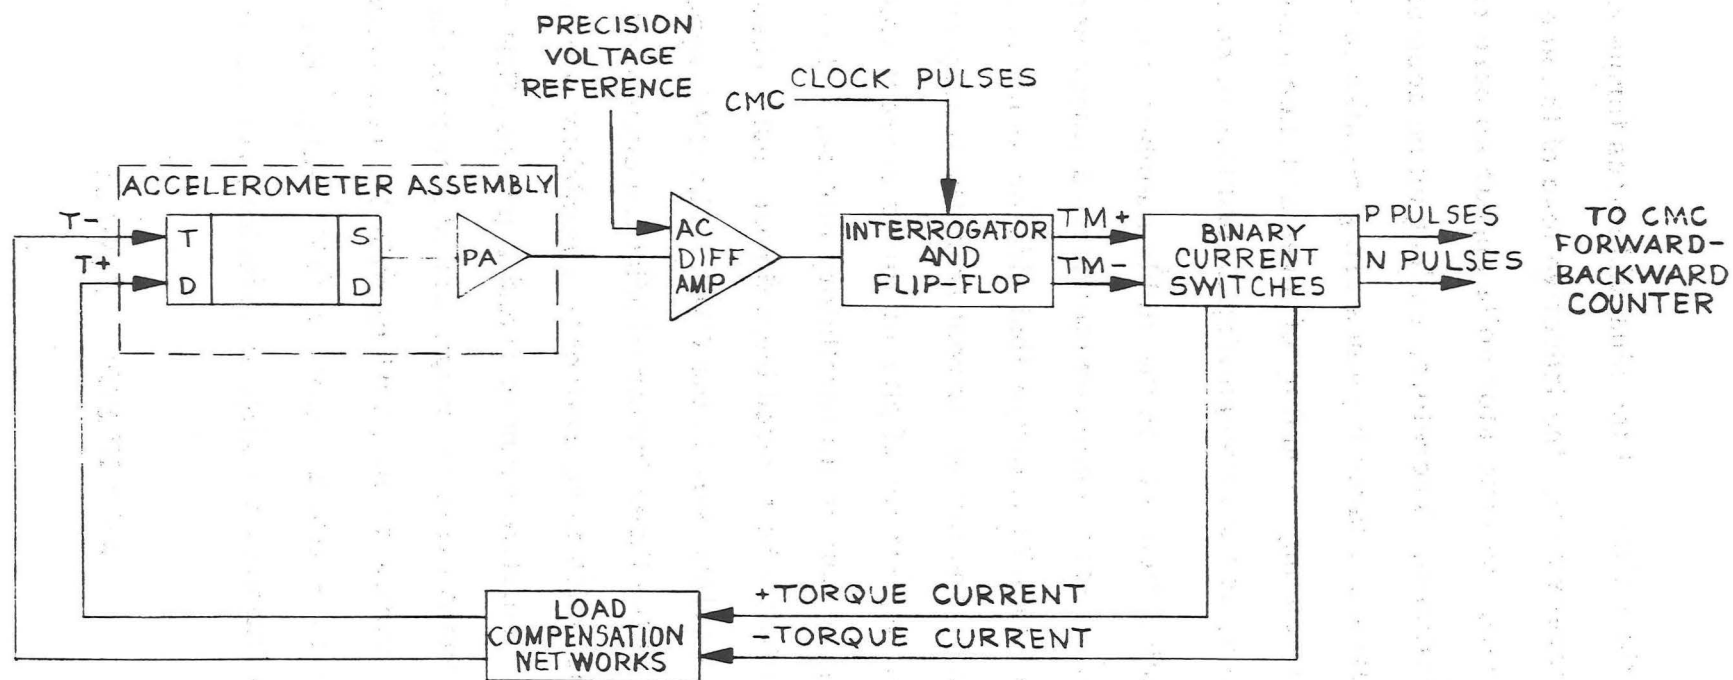 PRECISION
VOLTAGE
REFERENCE
CMC CLOCK PULSES
ACCELEROMETER ASSEMBLY
T-
T+
T
D
S
D
PA
AC
DIFF
AMP
INTERROGATOR
AND
FLIP-FLOP
TM+
TM-
BINARY
CURRENT
SWITCHES
P PULSES
N PULSES
TO CMC
FORWARD-
BACKWARD
COUNTER
+TORQUE CURRENT
-TORQUE CURRENT
LOAD
COMPENSATION
NETWORKS